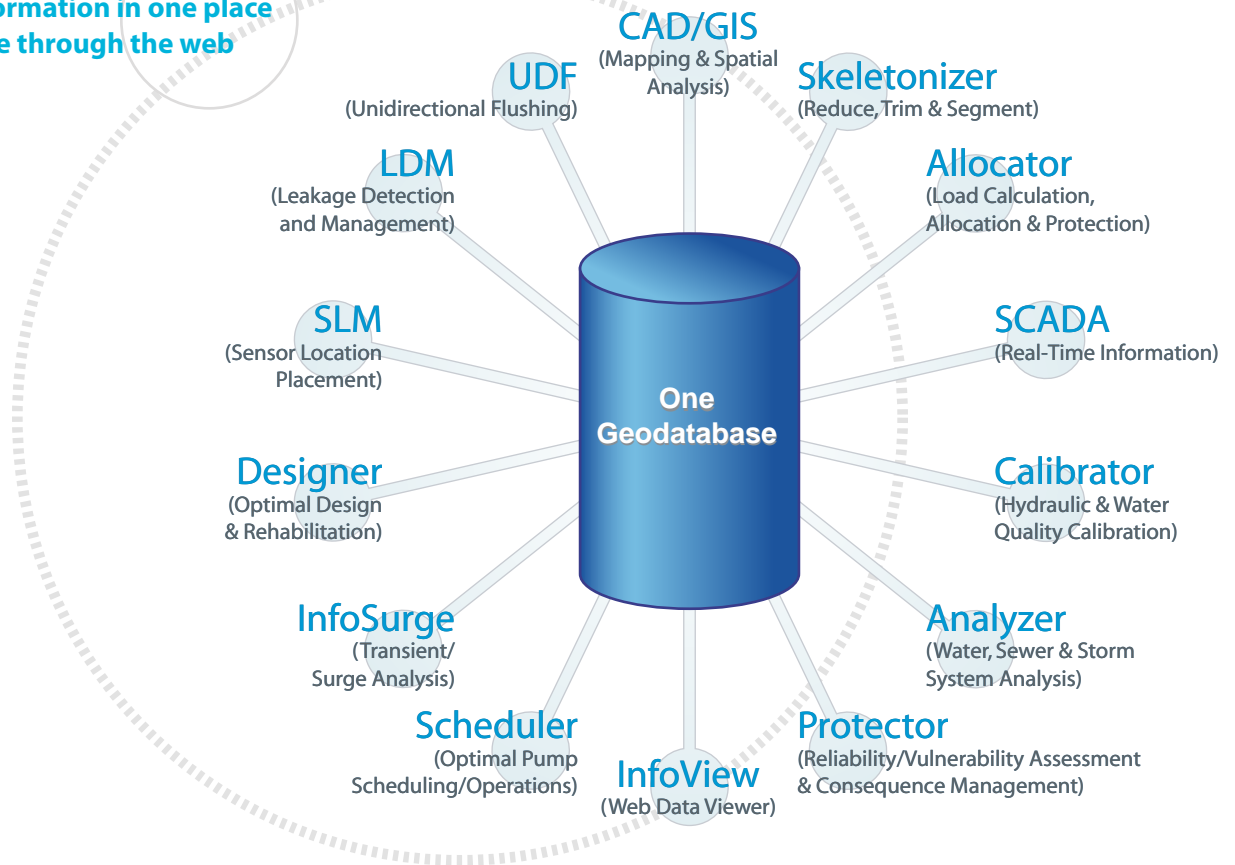 ormation in one place
e through the web
CAD/GIS
(Mapping & Spatial
Analysis)
Skeletonizer
(Reduce, Trim & Segment)
Allocator
(Load Calculation,
Allocation & Protection)
SCADA
(Real-Time Information)
Calibrator
(Hydraulic & Water
Quality Calibration)
Analyzer
(Water, Sewer & Storm
System Analysis)
Protector
(Reliability/Vulnerability Assessment
& Consequence Management)
InfoView
(Web Data Viewer)
Scheduler
(Optimal Pump
Scheduling/Operations)
InfoSurge
(Transient/
Surge Analysis)
Designer
(Optimal Design
& Rehabilitation)
SLM
(Sensor Location
Placement)
LDM
(Leakage Detection
and Management)
UDF
(Unidirectional Flushing)
One
Geodatabase